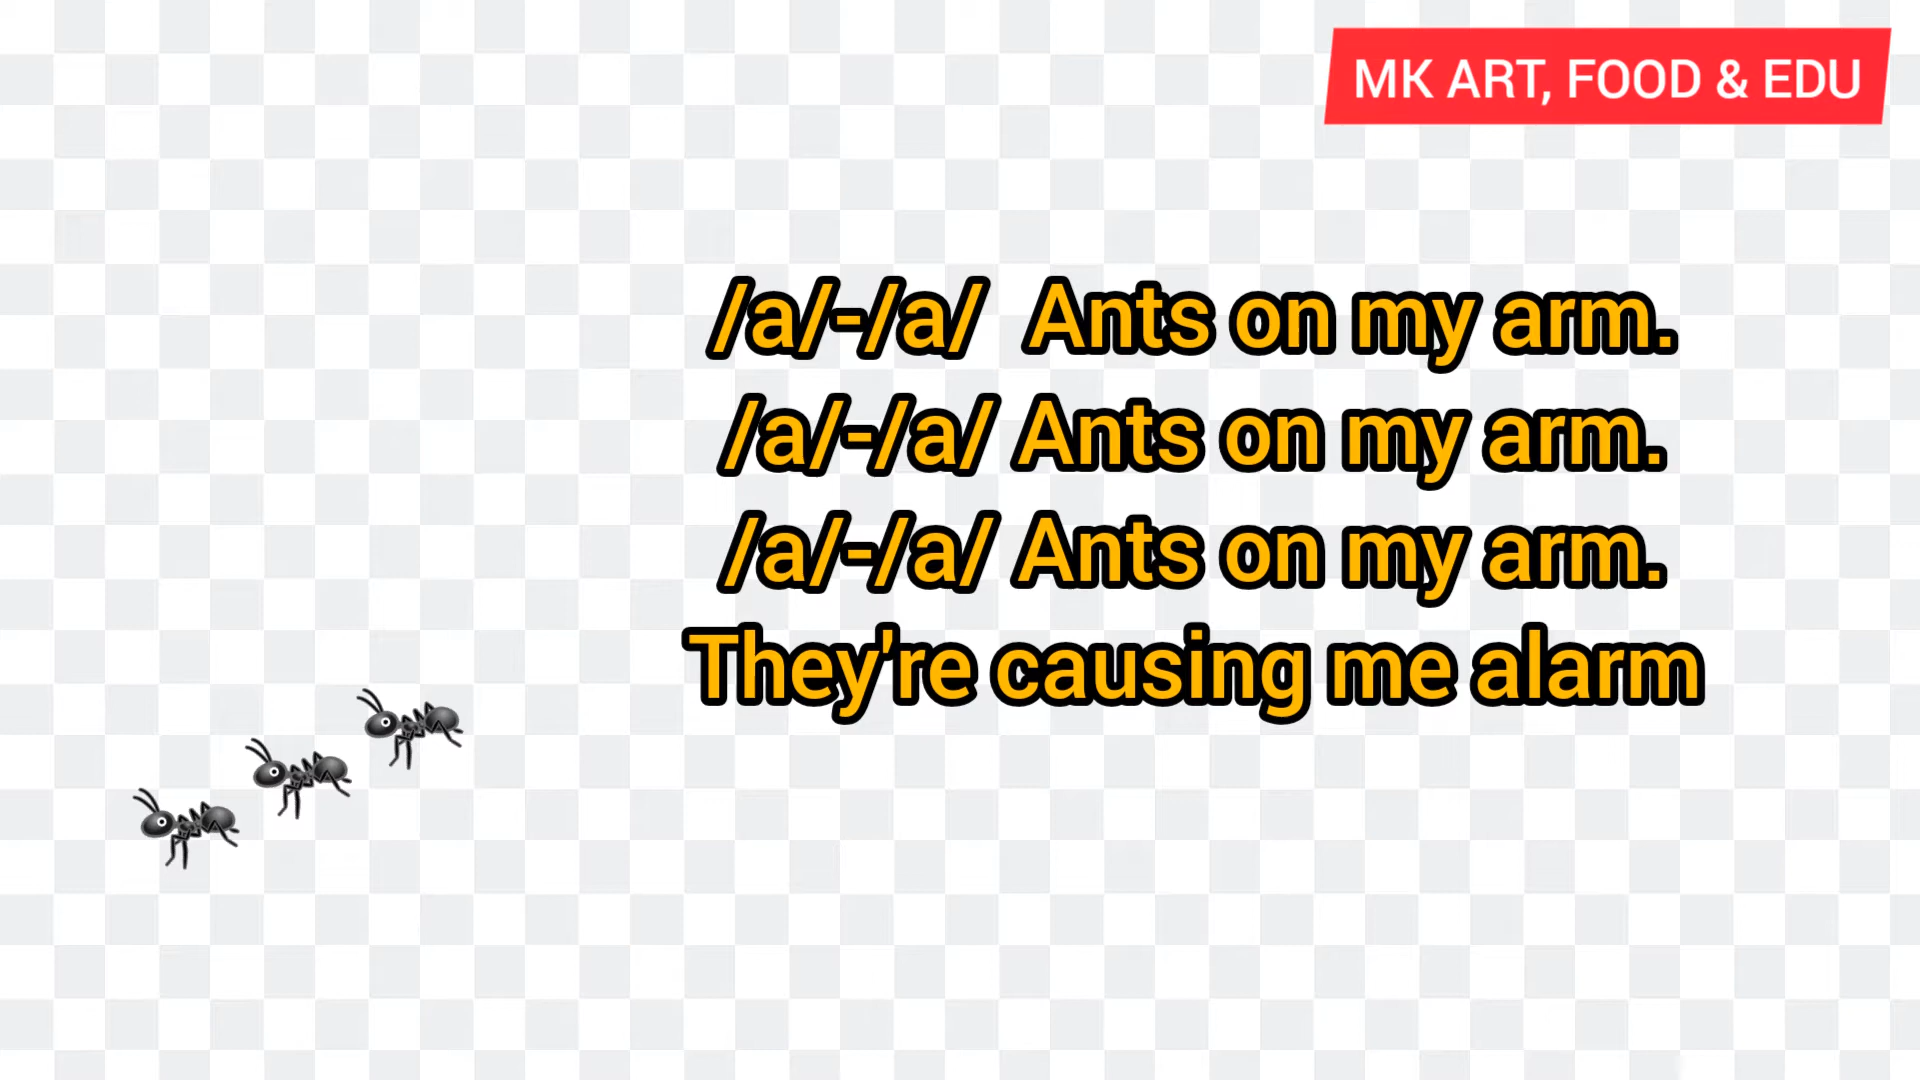 MK ART, FOOD & EDU
/a/-/a/  Ants on my arm.
/a/-/a/ Ants on my arm.
/a/-/a/ Ants on my arm.
They're causing me alarm